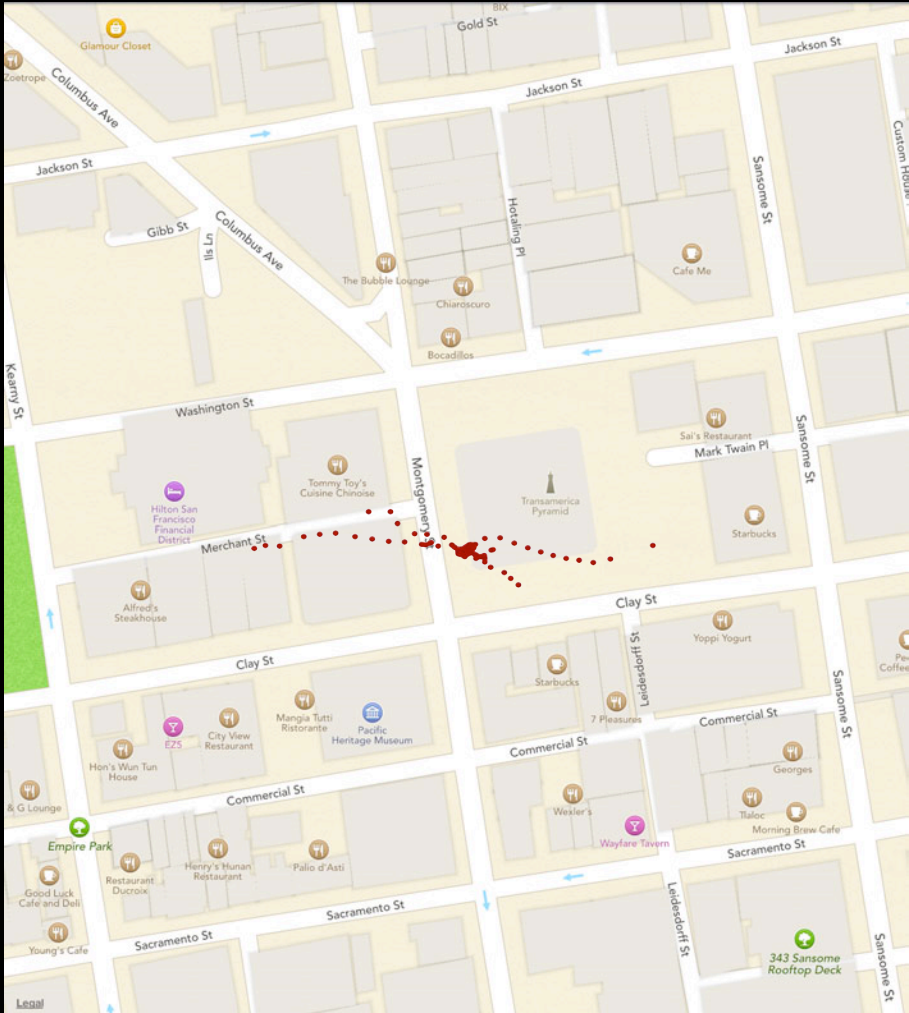 BIX
Gold St
Glamour Closet
Jackson St
Zoetrope
Columbus Ave
Jackson St
Custom House
Jackson St
Sansome St
Hotaling Pl
Gibb St
Ils Ln
Columbus Ave
Cafe Me
The Bubble Lounge
Chiaroscuro
Bocadillos
Kearny St
Washington St
Sai's Restaurant
Sansome St
Mark Twain Pl
Montgomery St
Tommy Toy's
Cuisine Chinoise
Transamerica
Pyramid
Hilton San
Francisco
Financial
District
Starbucks
Merchant St
Clay St
Alfred's
Steakhouse
Yoppi Yogurt
Leidesdorff St
Clay St
Starbucks
Pee
Coffee
Sansome St
7 Pleasures
Commercial St
Mangia Tutti
Ristorante
City View
Restaurant
Pacific
Heritage Museum
EZ5
Commercial St
Hon's Wun Tun
House
Georges
Commercial St
& G Lounge
Wexler's
Tlaloc
Morning Brew Cafe
Empire Park
Wayfare Tavern
Sacramento St
Henry's Hunan
Restaurant
Palio d'Asti
Restaurant
Ducroix
Good Luck
Cafe and Deli
Leidesdorff St
Sacramento St
Sacramento St
Young's Cafe
343 Sansome
Rooftop Deck
Sansome St
Legal